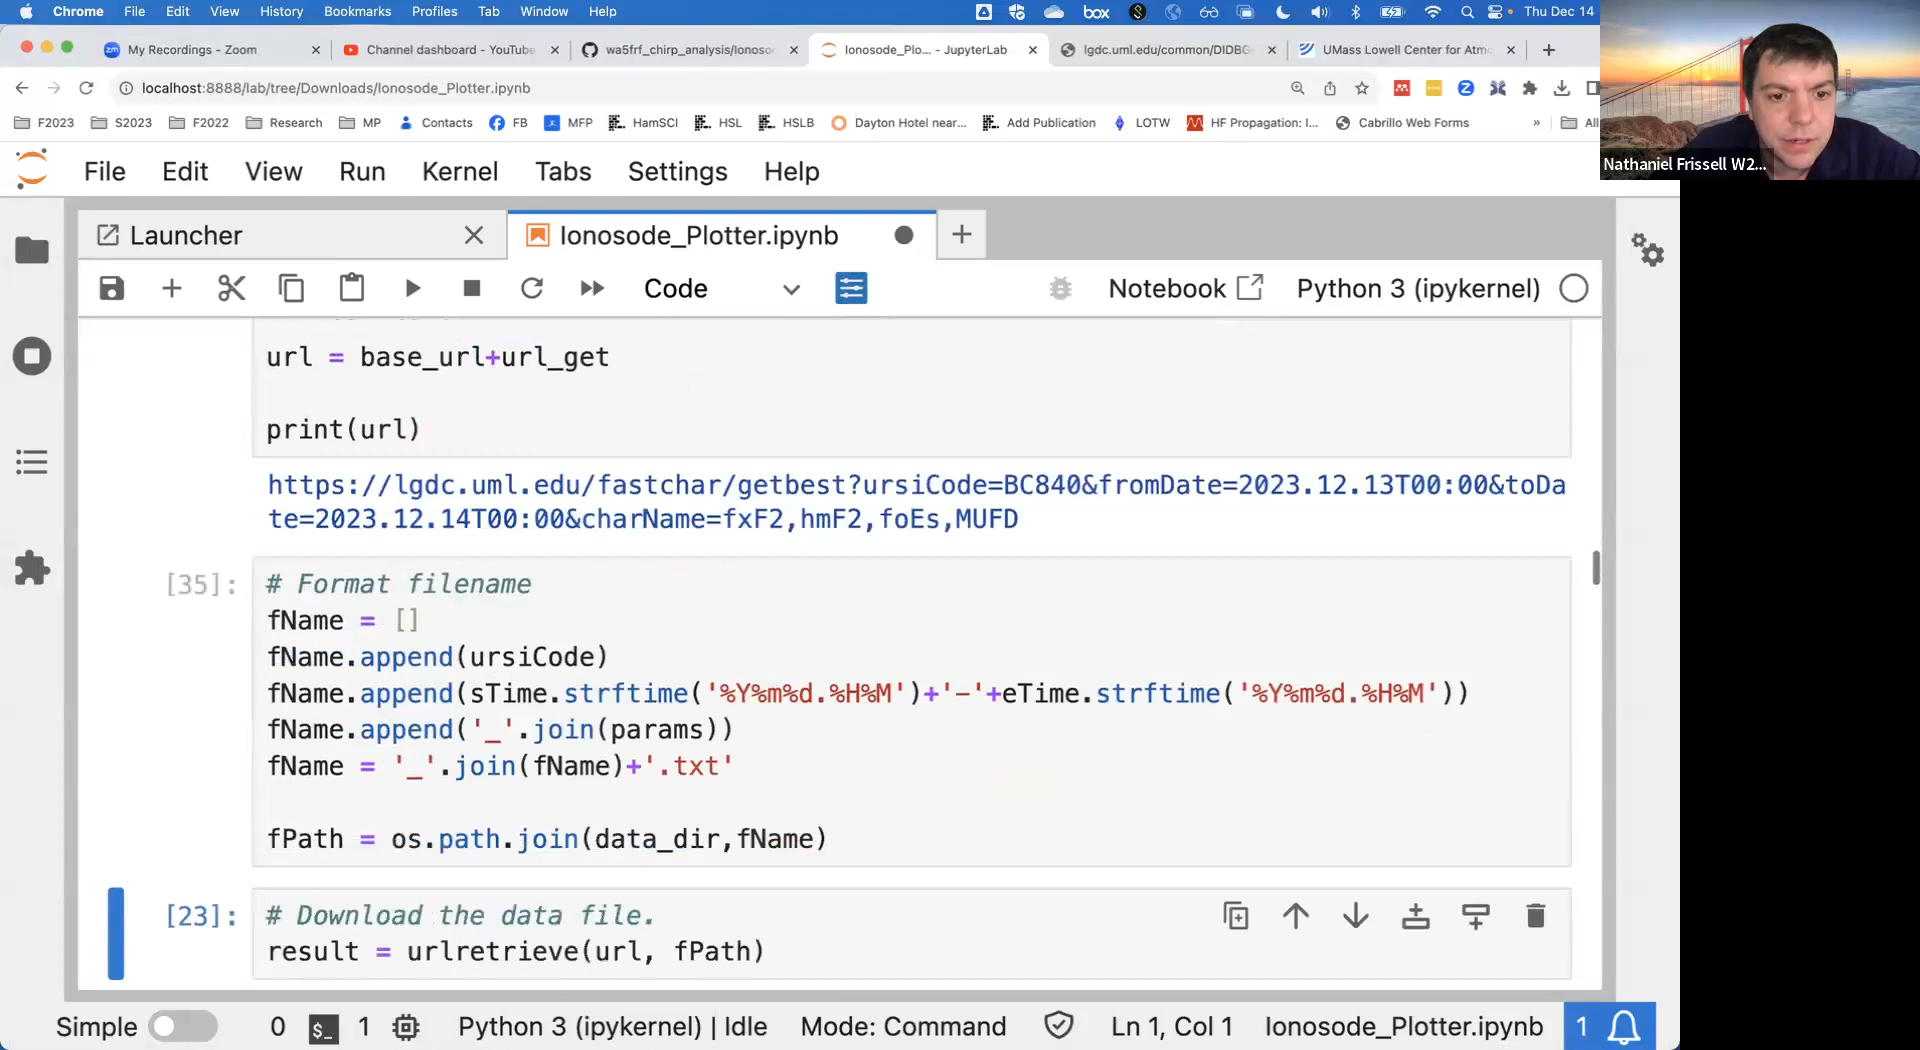 Chrome File Edit View History Bookmarks Profiles Tab Window Help box Thu Dec 14
My Recordings - Zoom Channel dashboard - YouTube wa5frf_chirp_analysis/Ionoso Ionosode_Plo... - JupyterLab lgdc.uml.edu/common/DIDBG UMass Lowell Center for Atmo
localhost:8888/lab/tree/Downloads/Ionosode_Plotter.ipynb
F2023 S2023 F2022 Research MP Contacts FB MFP HamSCI HSL HSLB Dayton Hotel near... Add Publication LOTW HF Propagation: I... Cabrillo Web Forms » All
Nathaniel Frissell W2...
File Edit View Run Kernel Tabs Settings Help
Launcher Ionosode_Plotter.ipynb
Code Notebook Python 3 (ipykernel)
url = base_url+url_get
print(url)
https://lgdc.uml.edu/fastchar/getbest?ursiCode=BC840&fromDate=2023.12.13T00:00&toDa
te=2023.12.14T00:00&charName=fxF2,hmF2,foEs,MUFD
[35]: # Format filename
fName = []
fName.append(ursiCode)
fName.append(sTime.strftime('%Y%m%d.%H%M')+'-'+eTime.strftime('%Y%m%d.%H%M'))
fName.append('_'.join(params))
fName = '_'.join(fName)+'.txt'
fPath = os.path.join(data_dir,fName)
[23]: # Download the data file.
result = urlretrieve(url, fPath)
Simple 0 $_ 1 Python 3 (ipykernel) | Idle Mode: Command Ln 1, Col 1 Ionosode_Plotter.ipynb 1